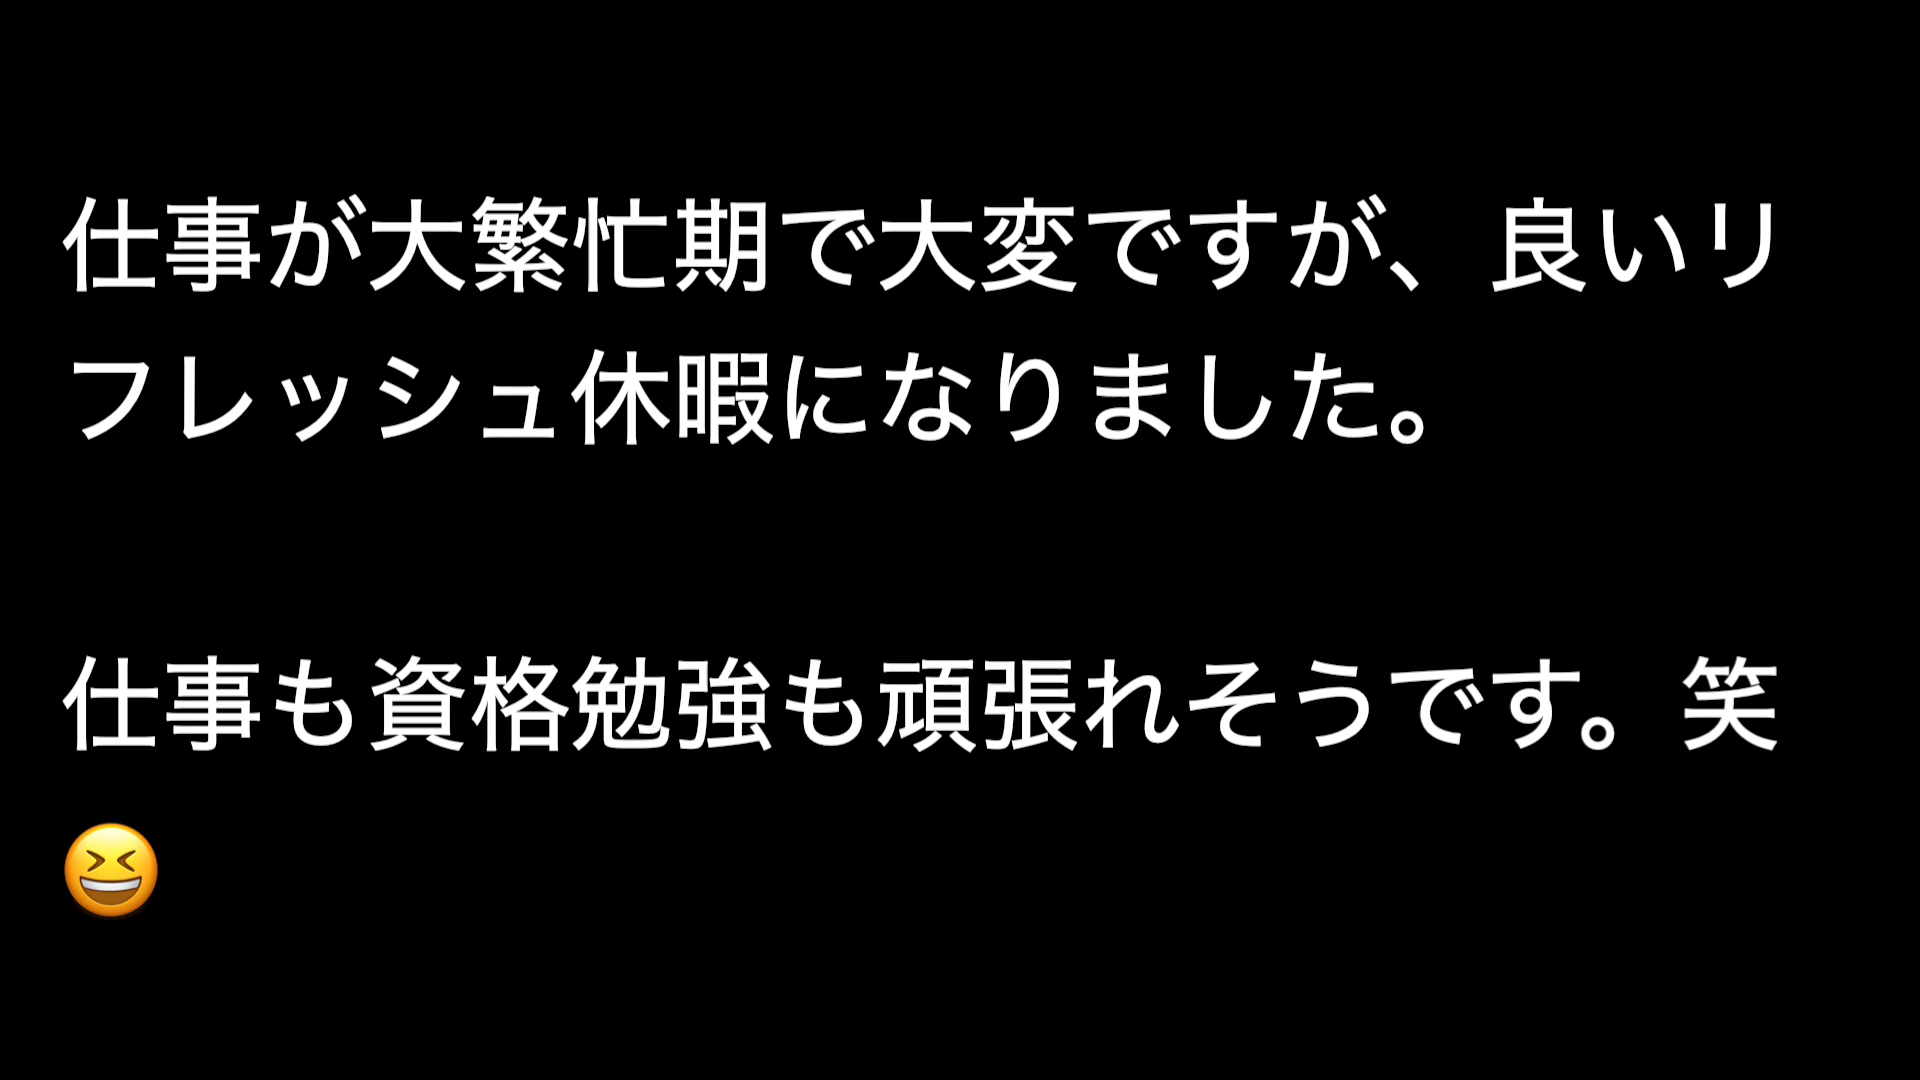 仕事が大繁忙期で大変ですが、良いリ
フレッシュ休暇になりました。
仕事も資格勉強も頑張れそうです。笑
😆